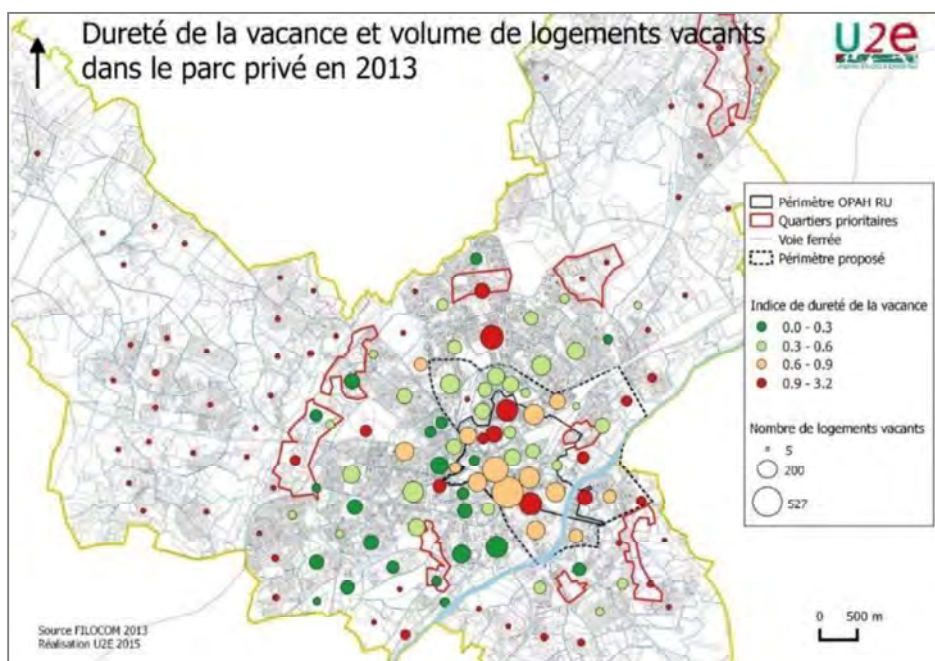 Dureté de la vacance et volume de logements vacants
dans le parc privé en 2013
U2e
Périmètre OPAH RU
Quartiers prioritaires
Voie ferrée
Périmètre proposé
Indice de dureté de la vacance
0.0 - 0.3
0.3 - 0.6
0.6 - 0.9
0.9 - 3.2
Nombre de logements vacants
5
200
527
Source FILOCOM 2013
Réalisation U2E 2015
0 500 m